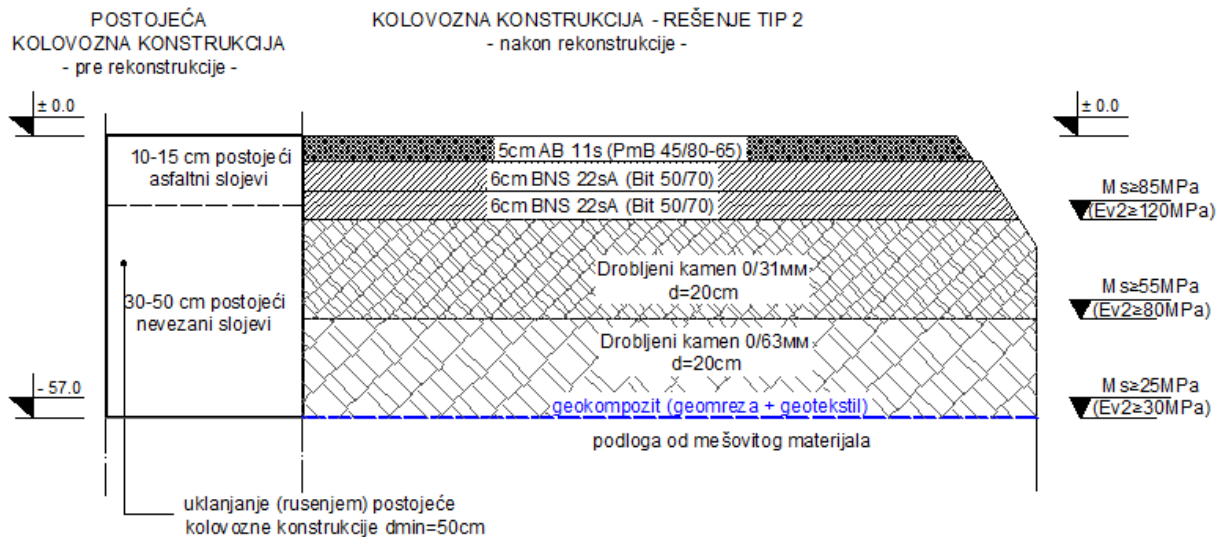 POSTOJEĆA
KOLOVOZNA KONSTRUKCIJA
- pre rekonstrukcije -
KOLOVOZNA KONSTRUKCIJA - REŠENJE TIP 2
- nakon rekonstrukcije -
± 0.0
± 0.0
10-15 cm postojeći
asfaltni slojevi
5cm AB 11s (PmB 45/80-65)
6cm BNS 22sA (Bit 50/70)
6cm BNS 22sA (Bit 50/70)
Ms≥85MPa
(Ev2≥120MPa)
Drobljeni kamen 0/31мм
d=20cm
30-50 cm postojeći
nevezani slojevi
Ms≥55MPa
(Ev2≥80MPa)
Drobljeni kamen 0/63мм
d=20cm
- 57.0
Ms≥25MPa
(Ev2≥30MPa)
geokompozit (geomreza + geotekstil)
podloga od mešovitog materijala
uklanjanje (rusenjem) postojeće
kolovozne konstrukcije dmin=50cm